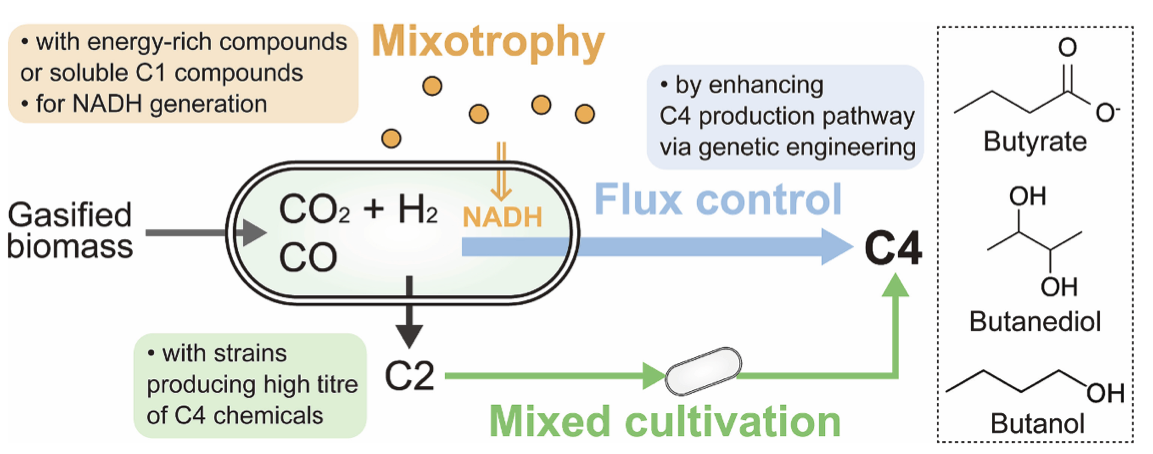 • with energy-rich compounds
or soluble C1 compounds
• for NADH generation
Mixotrophy
• by enhancing
C4 production pathway
via genetic engineering
Gasified
biomass
CO₂ + H₂
CO
NADH
Flux control
C4
• with strains
producing high titre
of C4 chemicals
C2
Mixed cultivation
O
O⁻
Butyrate
OH
OH
Butanediol
OH
Butanol